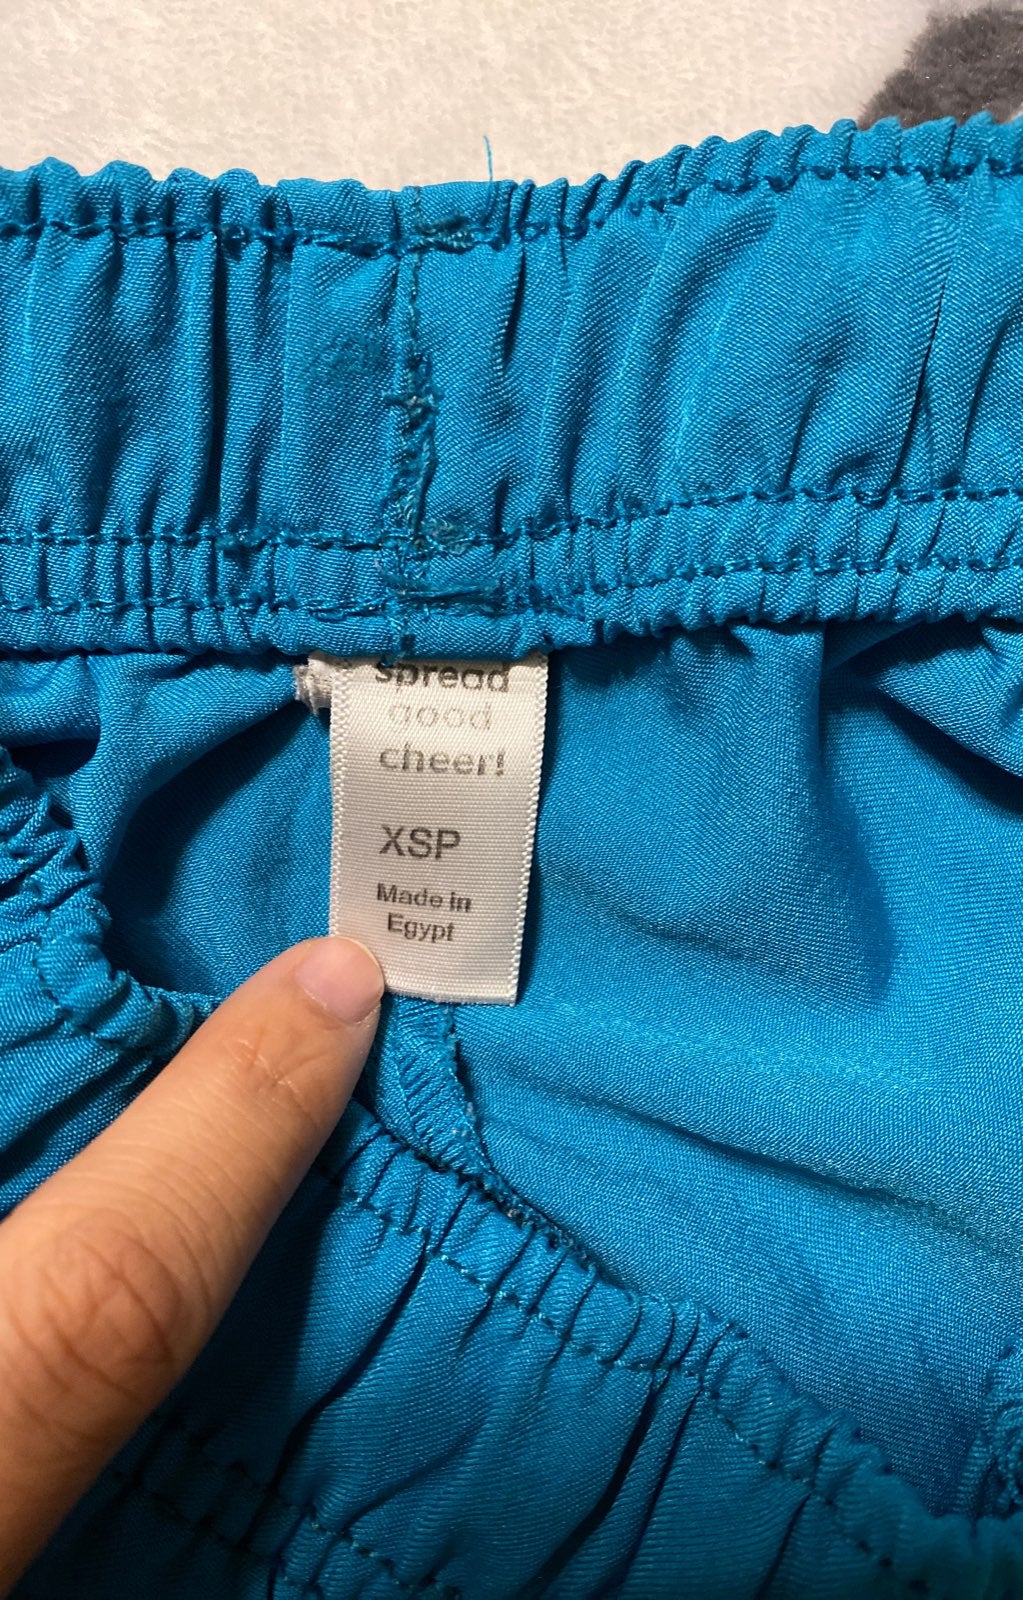 spread
good
cheer!
XSP
Made in
Egypt